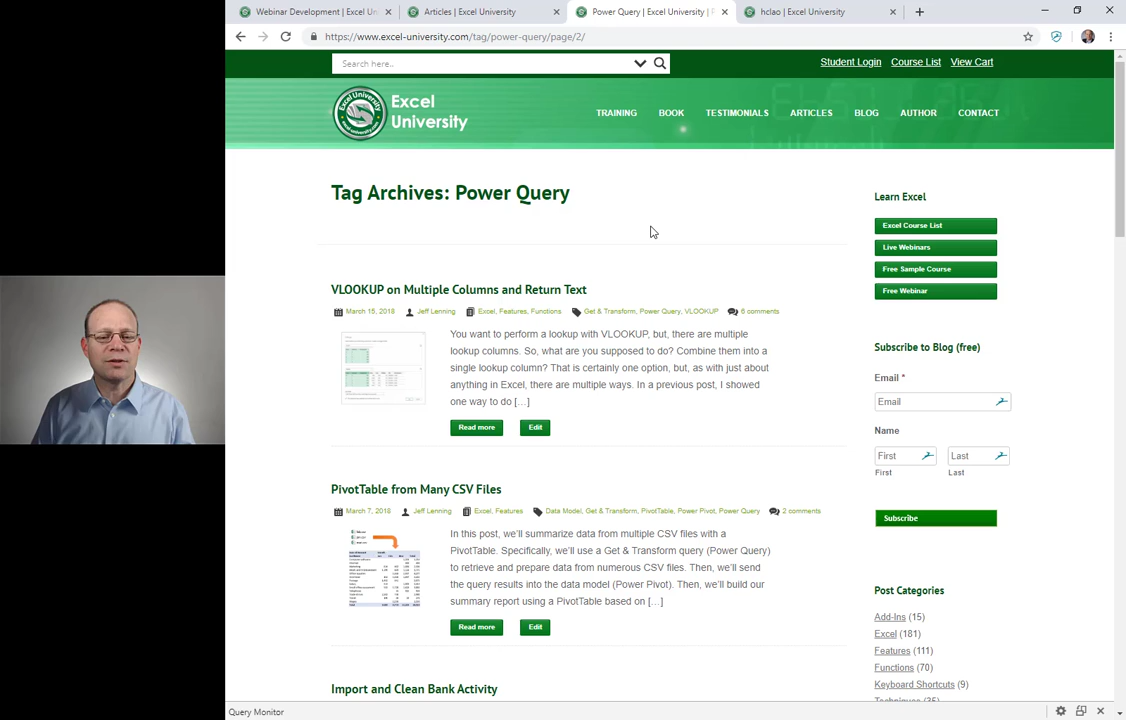 Webinar Development | Excel Un
Articles | Excel University
Power Query | Excel University | P
hclao | Excel University
https://www.excel-university.com/tag/power-query/page/2/
Search here..
Student Login
Course List
View Cart
Excel
University
TRAINING
BOOK
TESTIMONIALS
ARTICLES
BLOG
AUTHOR
CONTACT
Tag Archives: Power Query
VLOOKUP on Multiple Columns and Return Text
March 15, 2018
Jeff Lenning
Excel, Features, Functions
Get & Transform, Power Query, VLOOKUP
6 comments
You want to perform a lookup with VLOOKUP, but, there are multiple
lookup columns. So, what are you supposed to do? Combine them into a
single lookup column? That is certainly one option, but, as with just about
anything in Excel, there are multiple ways. In a previous post, I showed
one way to do […]
Read more
Edit
PivotTable from Many CSV Files
March 7, 2018
Jeff Lenning
Excel, Features
Data Model, Get & Transform, PivotTable, Power Pivot, Power Query
2 comments
In this post, we'll summarize data from multiple CSV files with a
PivotTable. Specifically, we'll use a Get & Transform query (Power Query)
to retrieve and prepare data from numerous CSV files. Then, we'll send
the query results into the data model (Power Pivot). Then, we'll build our
summary report using a PivotTable based on […]
Read more
Edit
Import and Clean Bank Activity
Learn Excel
Excel Course List
Live Webinars
Free Sample Course
Free Webinar
Subscribe to Blog (free)
Email *
Email
Name
First
Last
First
Last
Subscribe
Post Categories
Add-Ins (15)
Excel (181)
Features (111)
Functions (70)
Keyboard Shortcuts (9)
Techniques (35)
Query Monitor